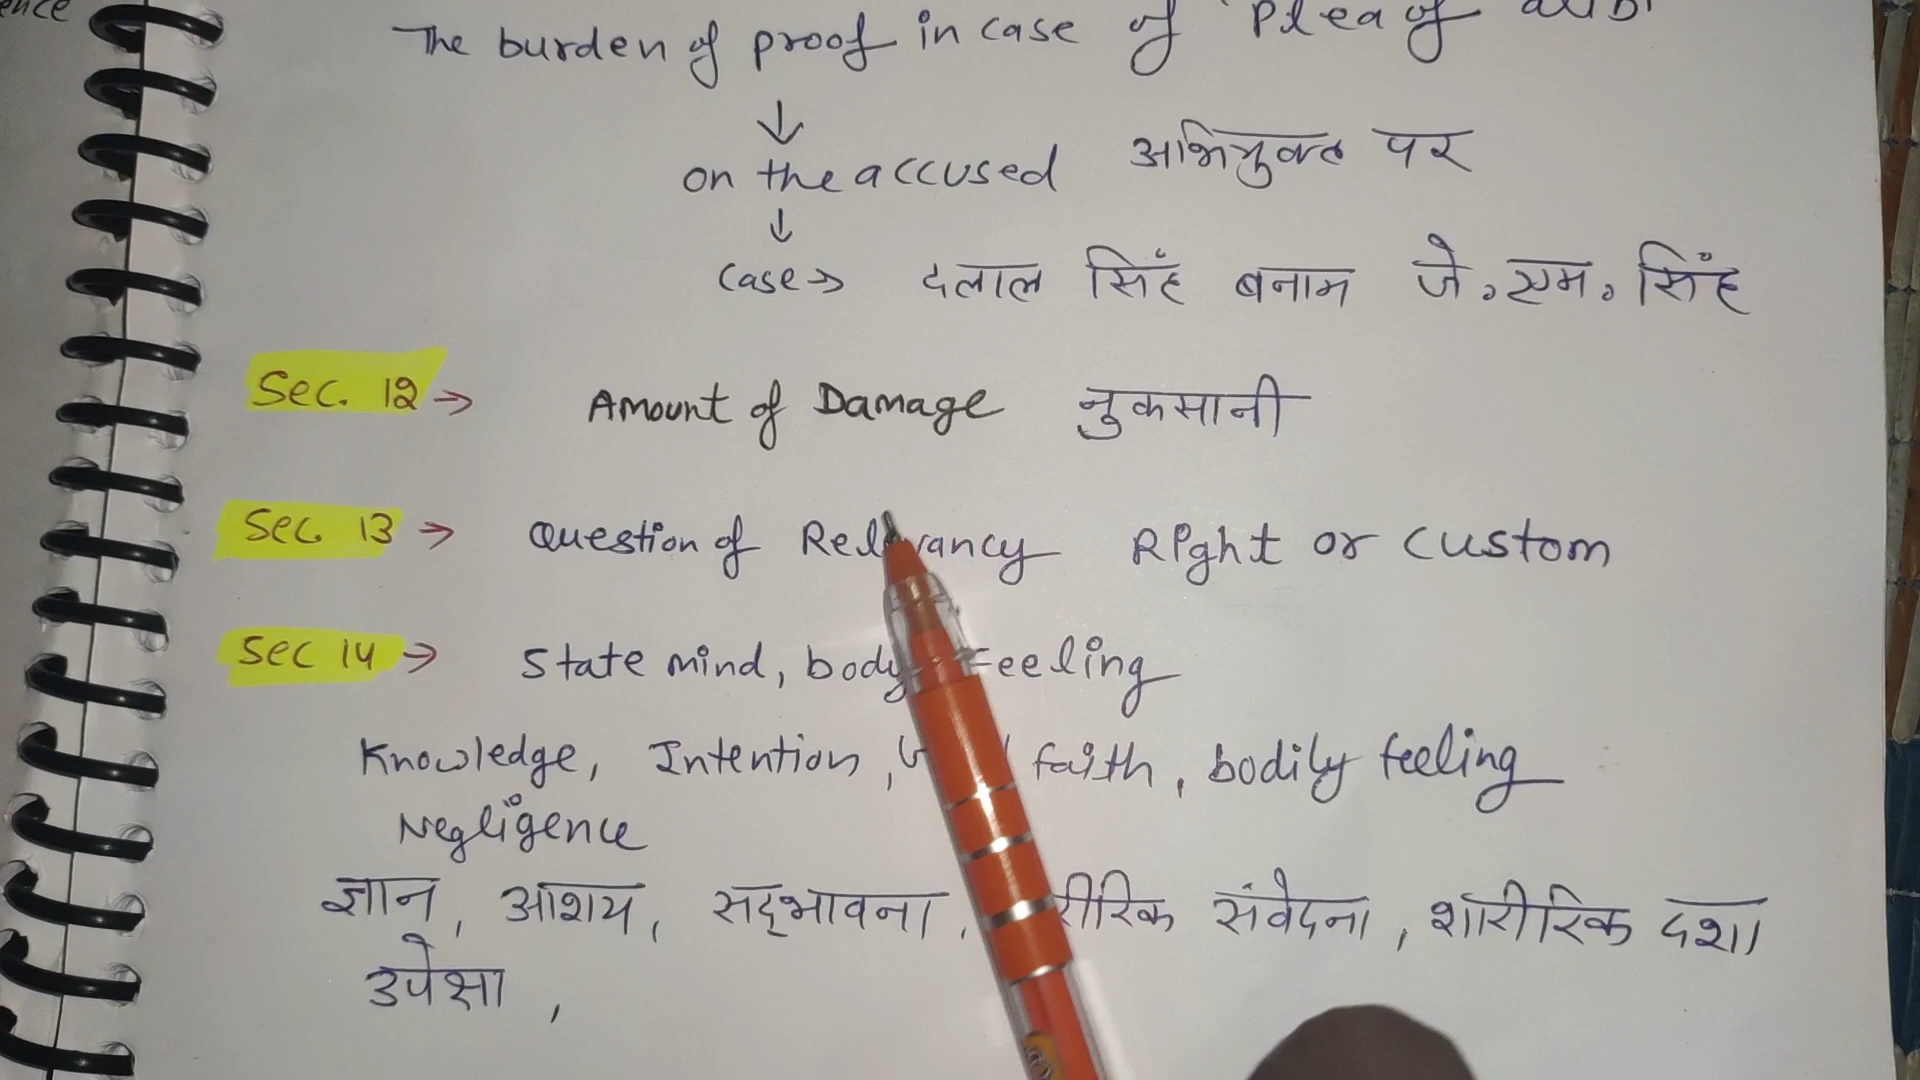 ence
The burden of proof in case of Plea of alibi
on the accused अभियुक्त पर
Case→ दलाल सिंह बनाम जे.एम. सिंह
Sec. 12→ Amount of Damage नुकसानी
Sec. 13→ Question of Relevancy Right or Custom
Sec 14→ State mind, body Feeling
Knowledge, Intention, faith, bodily feeling
Negligence
ज्ञान, आशय, सद्भावना, संवेदना, शारीरिक दशा
उपेक्षा,